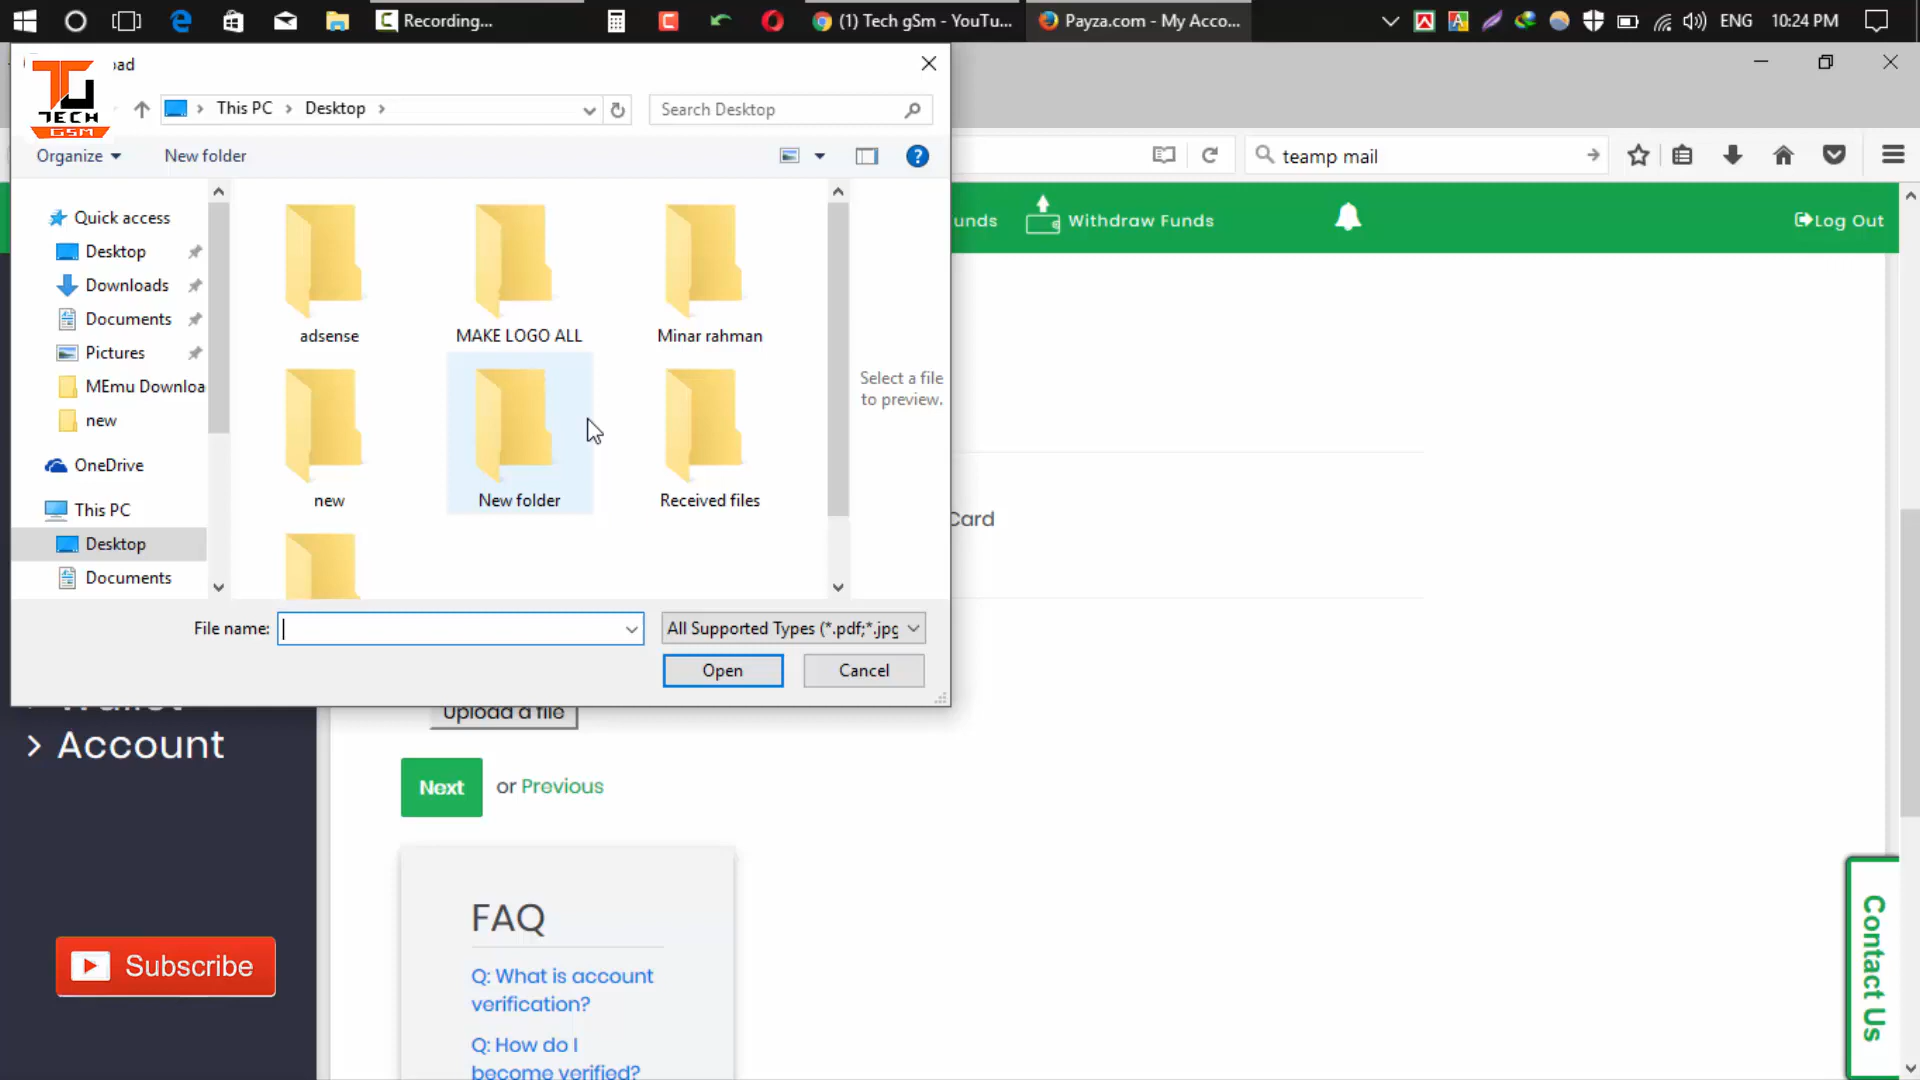 Recording...
(1) Tech gSm - YouTu...
Payza.com - My Acco...
ENG
10:24 PM
oad
TECH
GSM
This PC
Desktop
Search Desktop
Organize
New folder
teamp mail
Quick access
Desktop
Downloads
Documents
Pictures
MEmu Downloa
new
OneDrive
This PC
Desktop
Documents
adsense
MAKE LOGO ALL
Minar rahman
new
New folder
Received files
Select a file
to preview.
File name:
All Supported Types (*.pdf;*.jpg
Open
Cancel
unds
Withdraw Funds
Log Out
Card
Upload a file
Wallet
Account
Next
or Previous
FAQ
Q: What is account
verification?
Q: How do I
become verified?
Subscribe
Contact Us